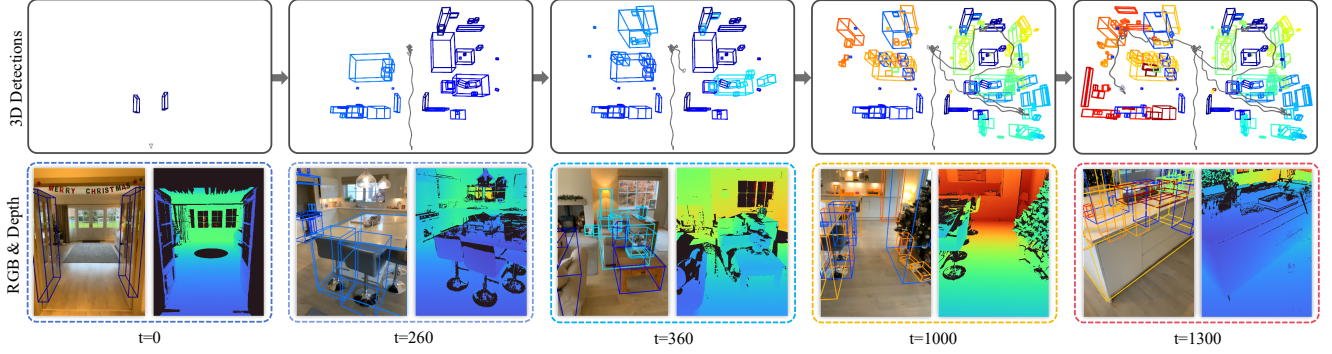 3D Detections
RGB & Depth
MERRY CHRISTMAS
t=0
t=260
t=360
t=1000
t=1300